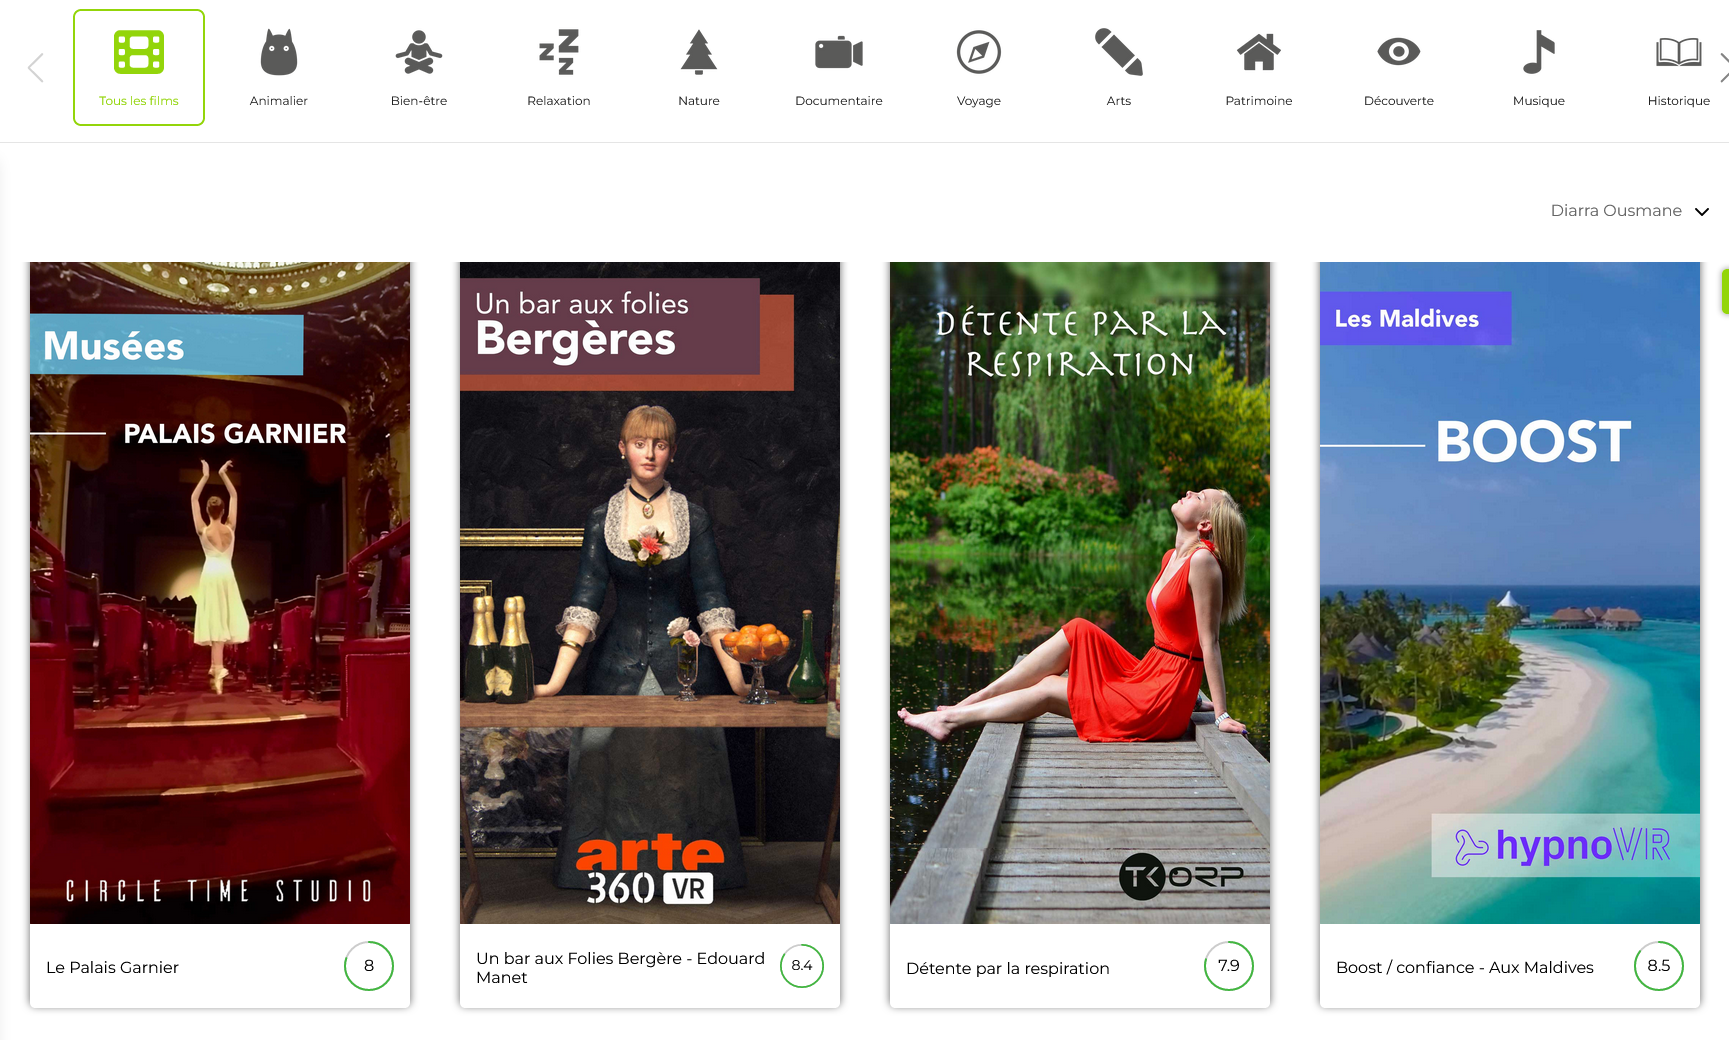 Tous les films
Animalier
Bien-être
Relaxation
Nature
Documentaire
Voyage
Arts
Patrimoine
Découverte
Musique
Historique
Diarra Ousmane
Musées
PALAIS GARNIER
CIRCLE TIME STUDIO
Le Palais Garnier
8
Un bar aux folies
Bergères
arte
360 VR
Un bar aux Folies Bergère - Edouard
Manet
8.4
DÉTENTE PAR LA
RESPIRATION
TKORP
Détente par la respiration
7.9
Les Maldives
BOOST
hypnoVR
Boost / confiance - Aux Maldives
8.5